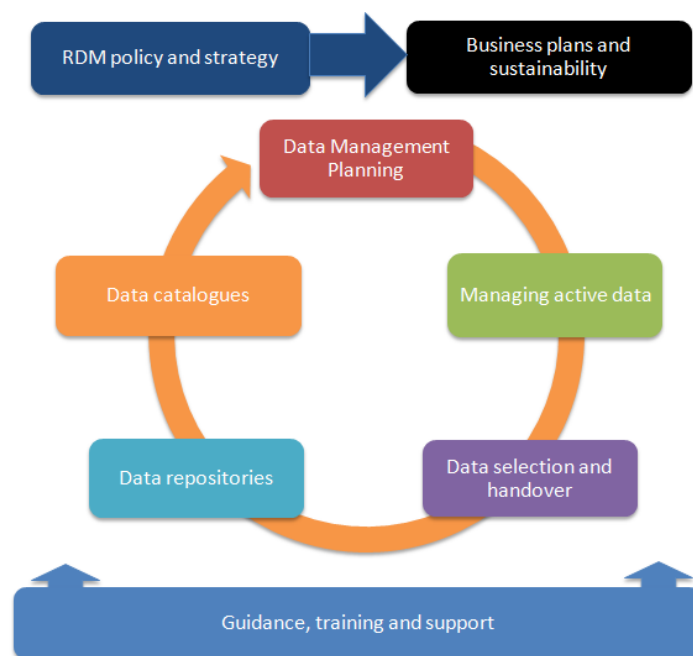 RDM policy and strategy
Business plans and
sustainability
Data Management
Planning
Data catalogues
Managing active data
Data repositories
Data selection and
handover
Guidance, training and support